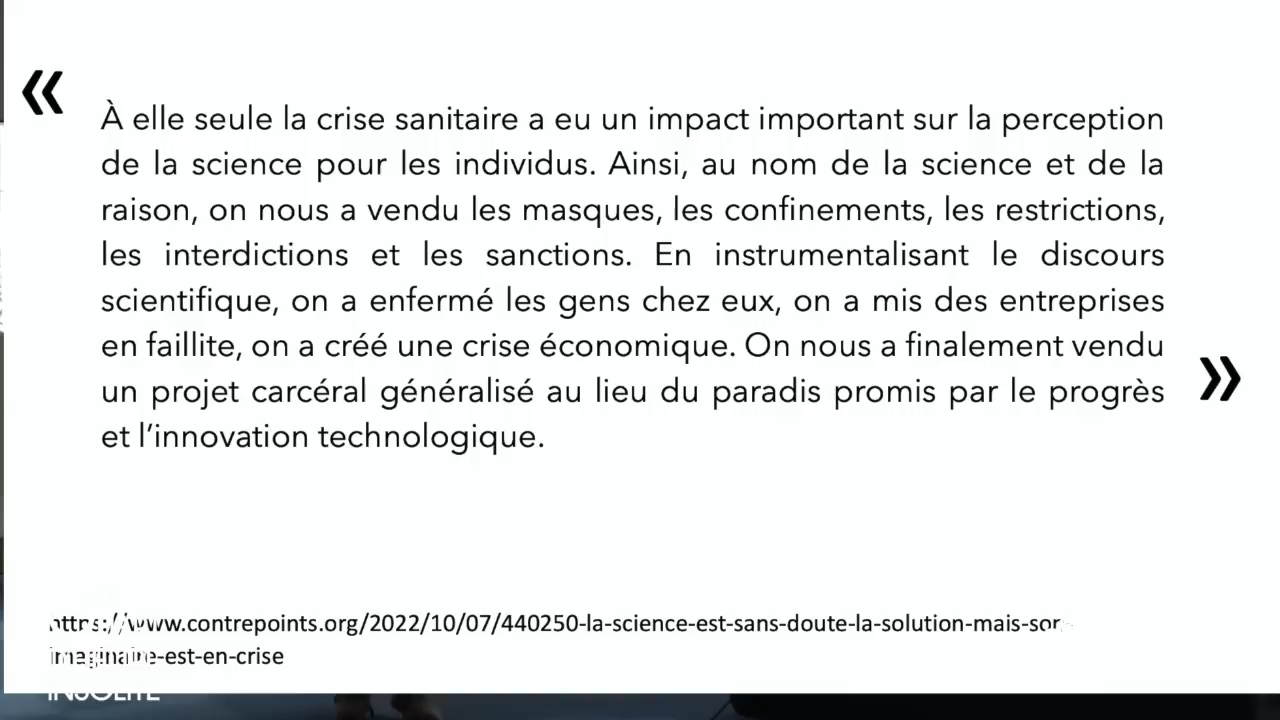 «
À elle seule la crise sanitaire a eu un impact important sur la perception
de la science pour les individus. Ainsi, au nom de la science et de la
raison, on nous a vendu les masques, les confinements, les restrictions,
les interdictions et les sanctions. En instrumentalisant le discours
scientifique, on a enfermé les gens chez eux, on a mis des entreprises
en faillite, on a créé une crise économique. On nous a finalement vendu
un projet carcéral généralisé au lieu du paradis promis par le progrès
et l’innovation technologique.
»
https://www.contrepoints.org/2022/10/07/440250-la-science-est-sans-doute-la-solution-mais-son-
imaginaire-est-en-crise
INSOLITE